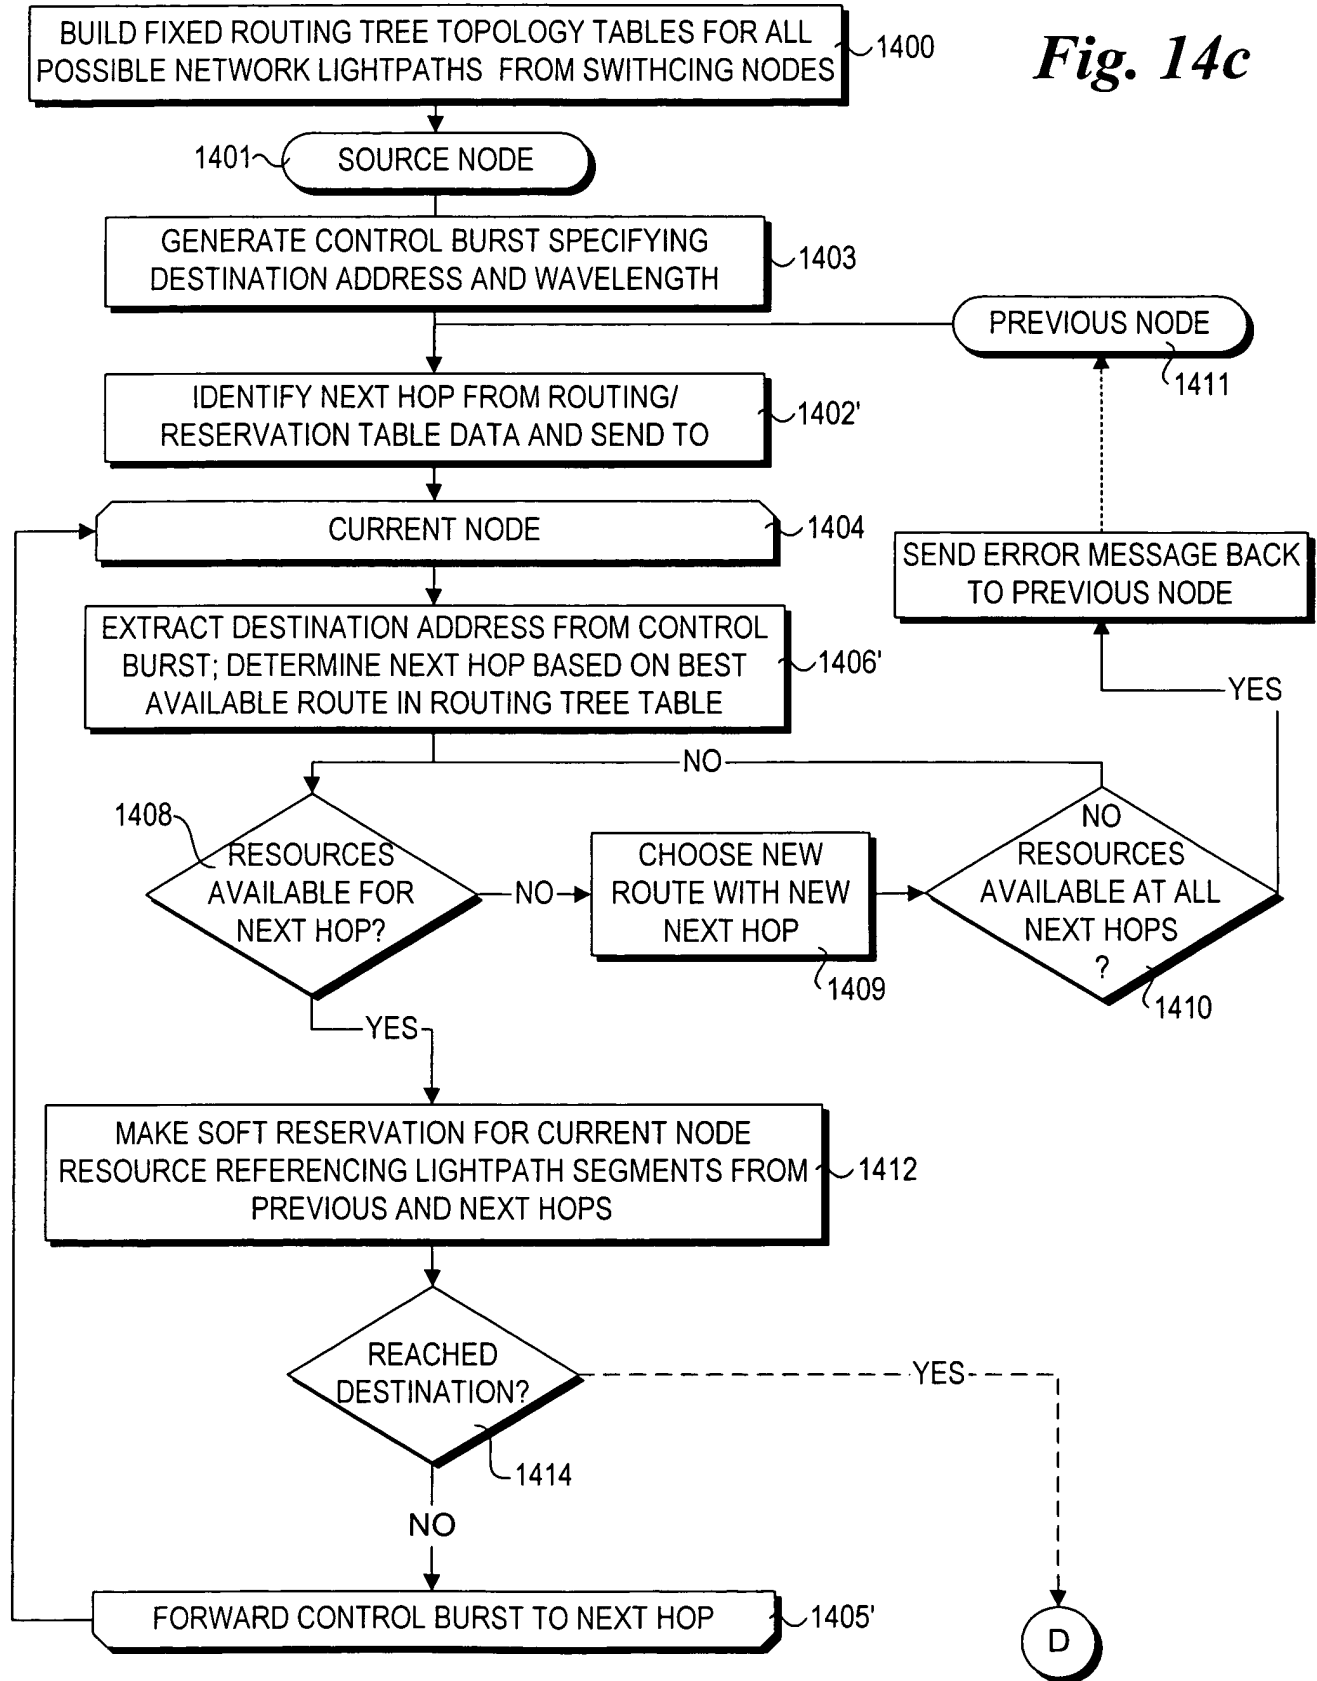 BUILD FIXED ROUTING TREE TOPOLOGY TABLES FOR ALL
POSSIBLE NETWORK LIGHTPATHS FROM SWITHCING NODES
1400
Fig. 14c
1401
SOURCE NODE
GENERATE CONTROL BURST SPECIFYING
DESTINATION ADDRESS AND WAVELENGTH
1403
PREVIOUS NODE
1411
IDENTIFY NEXT HOP FROM ROUTING/
RESERVATION TABLE DATA AND SEND TO
1402'
CURRENT NODE
1404
SEND ERROR MESSAGE BACK
TO PREVIOUS NODE
EXTRACT DESTINATION ADDRESS FROM CONTROL
BURST; DETERMINE NEXT HOP BASED ON BEST
AVAILABLE ROUTE IN ROUTING TREE TABLE
1406'
YES
NO
1408
RESOURCES
AVAILABLE FOR
NEXT HOP?
NO
CHOOSE NEW
ROUTE WITH NEW
NEXT HOP
1409
NO
RESOURCES
AVAILABLE AT ALL
NEXT HOPS
?
1410
YES
MAKE SOFT RESERVATION FOR CURRENT NODE
RESOURCE REFERENCING LIGHTPATH SEGMENTS FROM
PREVIOUS AND NEXT HOPS
1412
REACHED
DESTINATION?
1414
YES
NO
FORWARD CONTROL BURST TO NEXT HOP
1405'
D